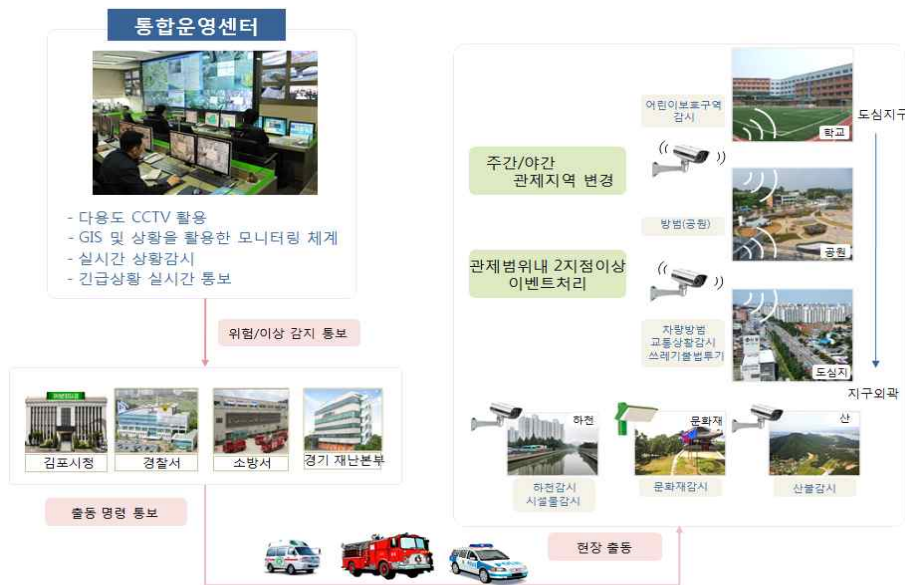 통합운영센터
- 다용도 CCTV 활용
- GIS 및 상황을 활용한 모니터링 체계
- 실시간 상황감시
- 긴급상황 실시간 통보
위험/이상 감지 통보
김포시청
경찰서
소방서
경기 재난본부
출동 명령 통보
현장 출동
주간/야간
관제지역 변경
관제범위내 2지점이상
이벤트처리
어린이보호구역
감시
학교
도심지구
방범(공원)
공원
차량방범
교통상황감시
쓰레기불법투기
도심지
지구외곽
하천
하천감시
시설물감시
문화재
문화재감시
산
산불감시